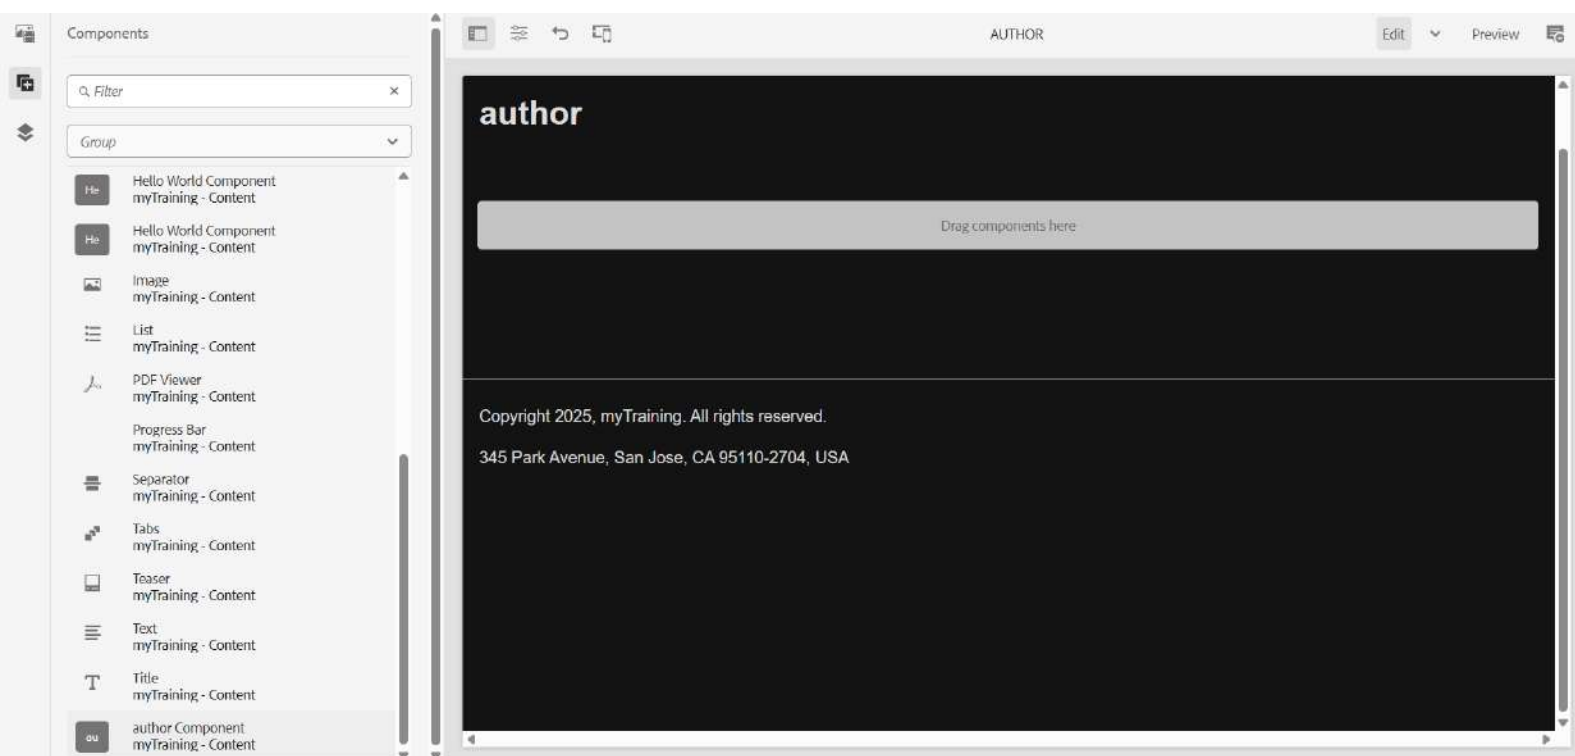 Components
Filter
Group
He
Hello World Component
myTraining - Content
He
Hello World Component
myTraining - Content
Image
myTraining - Content
List
myTraining - Content
PDF Viewer
myTraining - Content
Progress Bar
myTraining - Content
Separator
myTraining - Content
Tabs
myTraining - Content
Teaser
myTraining - Content
Text
myTraining - Content
Title
myTraining - Content
au
author Component
myTraining - Content
AUTHOR
Edit
Preview
author
Drag components here
Copyright 2025, myTraining. All rights reserved.
345 Park Avenue, San Jose, CA 95110-2704, USA